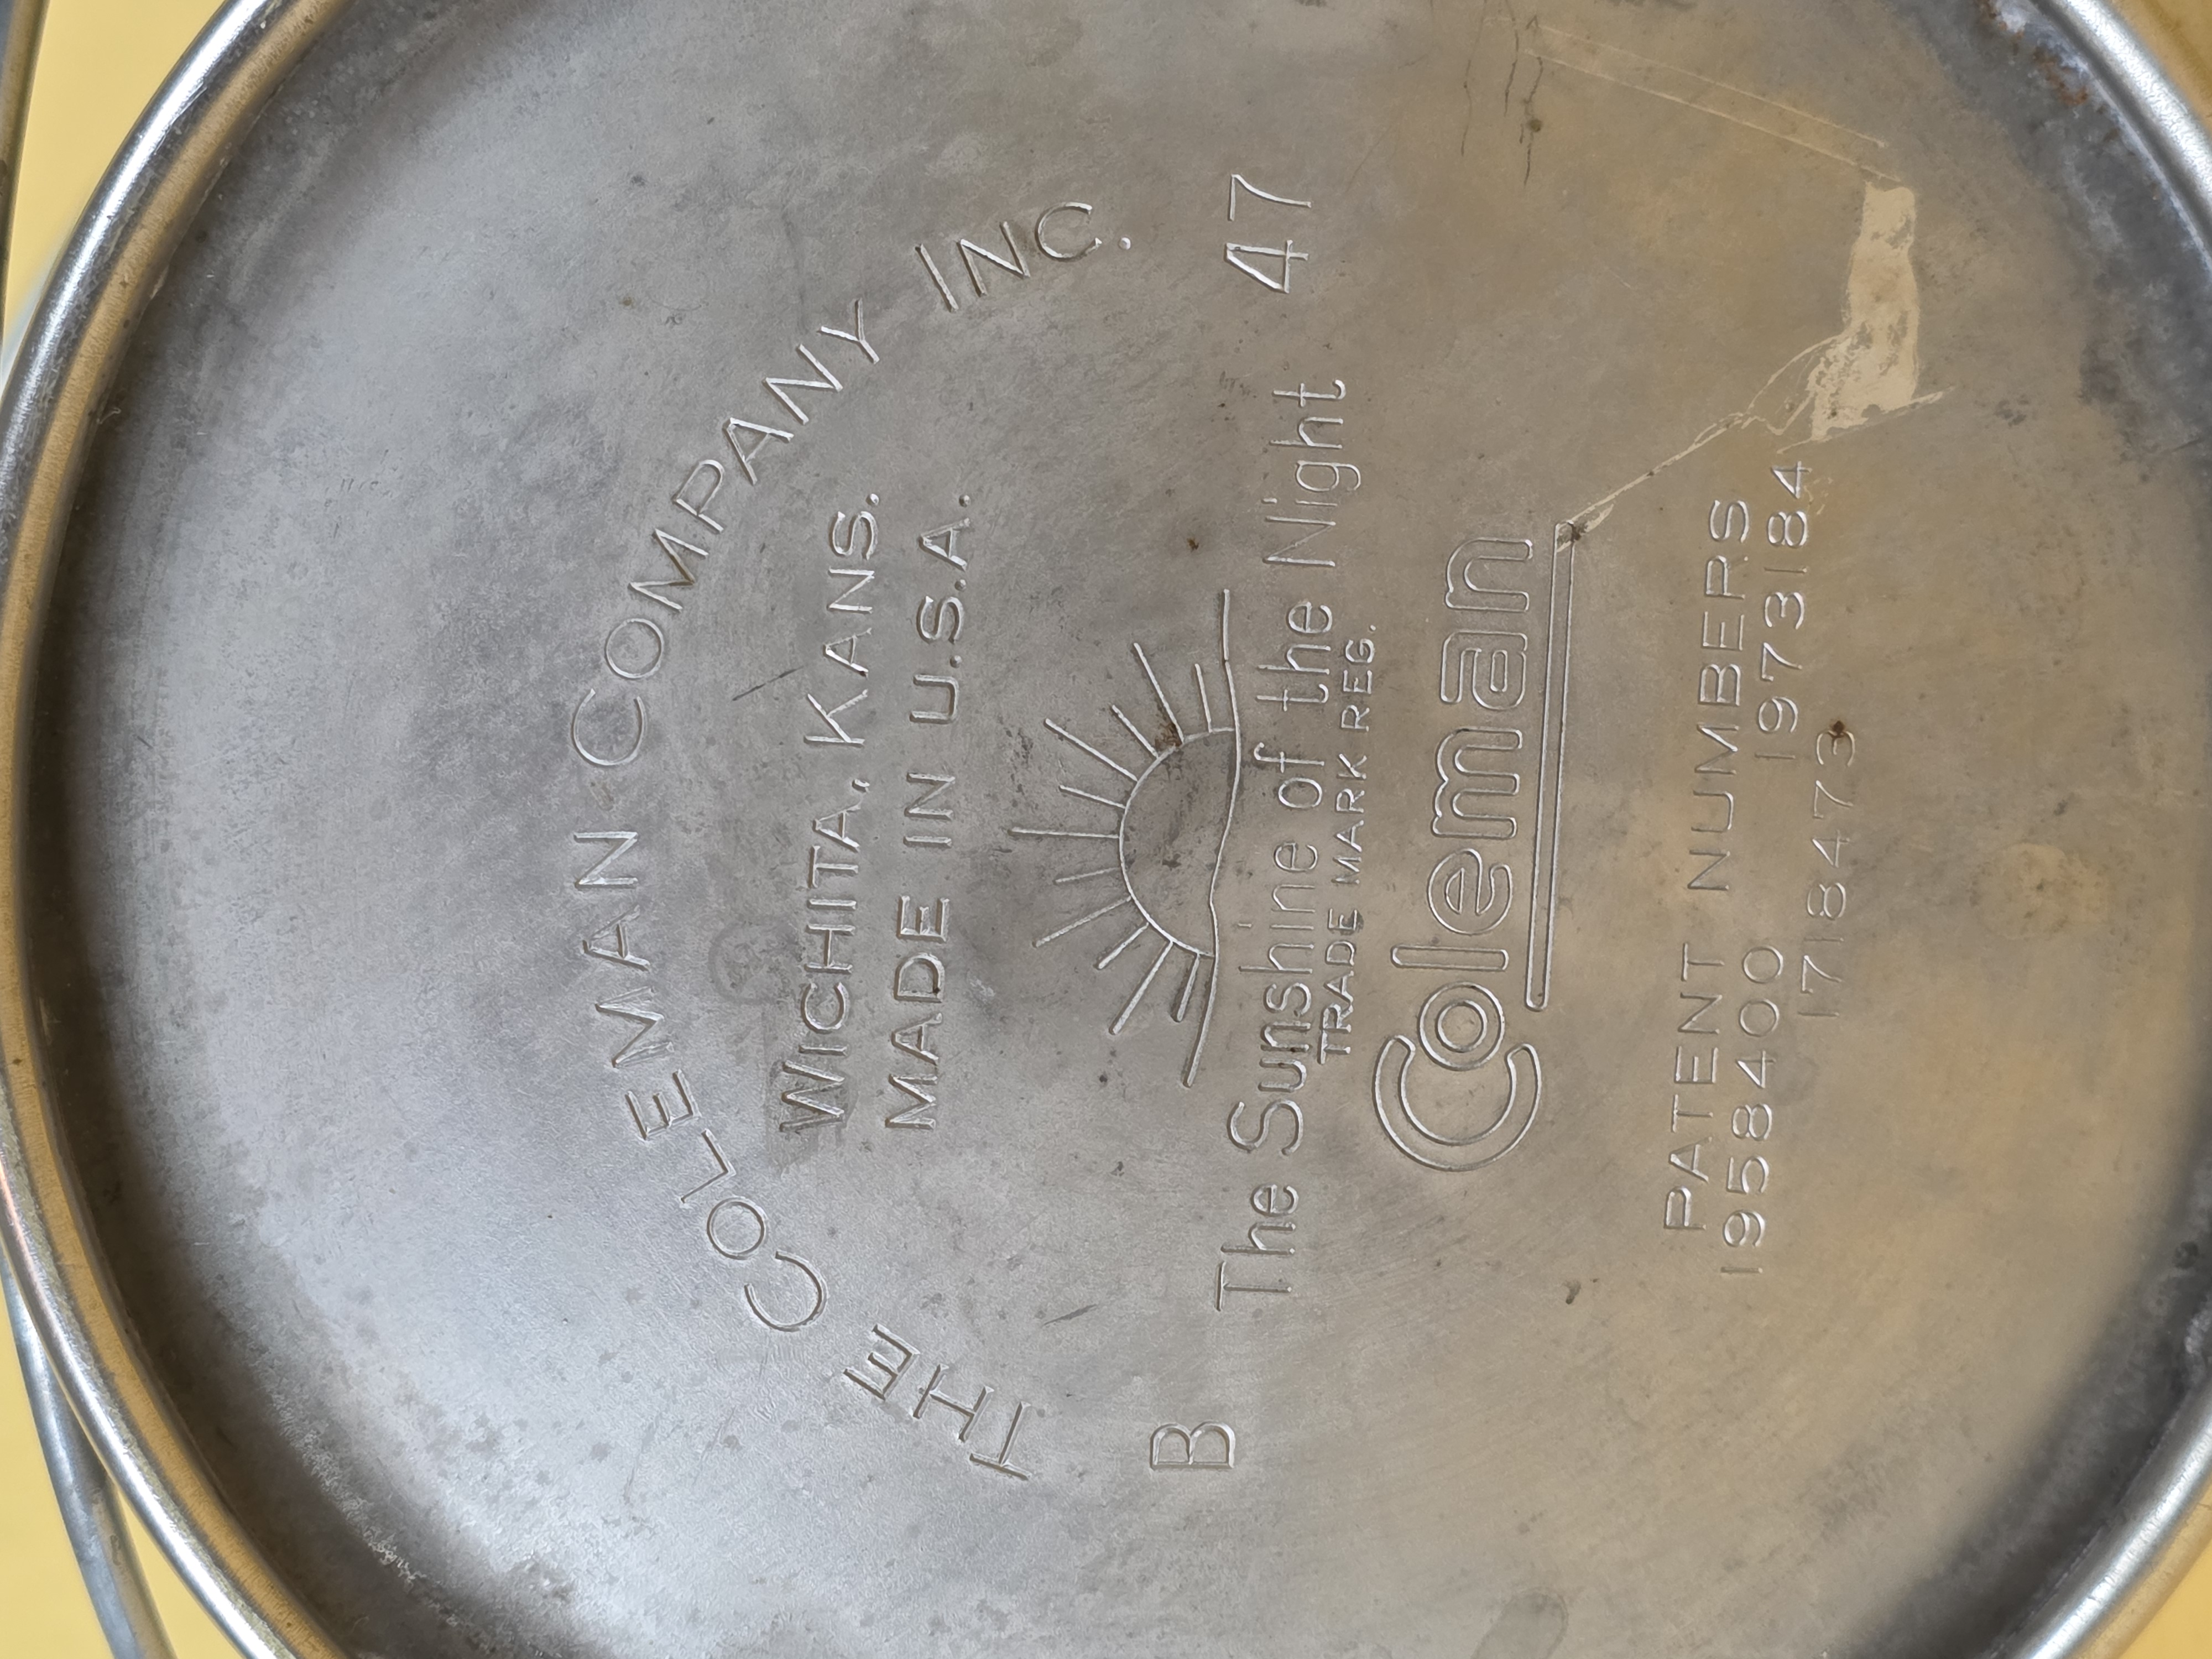 THE COLEMAN COMPANY INC.
WICHITA, KANS.
MADE IN U.S.A.
B 47
The Sunshine of the Night
TRADE MARK REG.
Coleman
PATENT NUMBERS
1958400 1973184
1718473